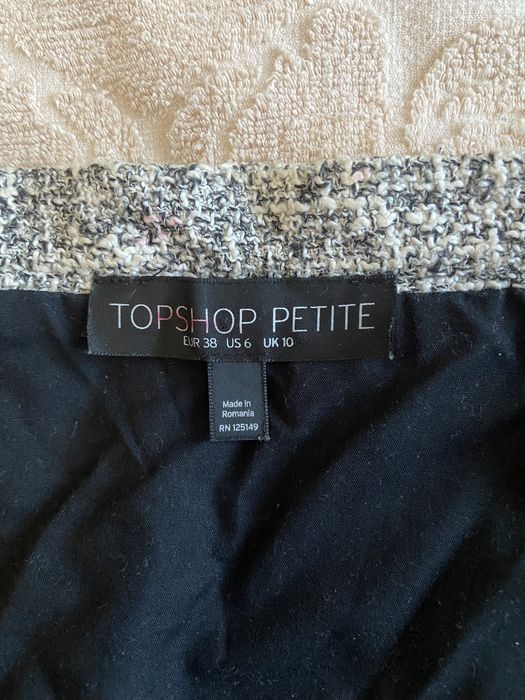 TOPSHOP PETITE
EUR 38 US 6 UK 10
Made in
Romania
RN 125149